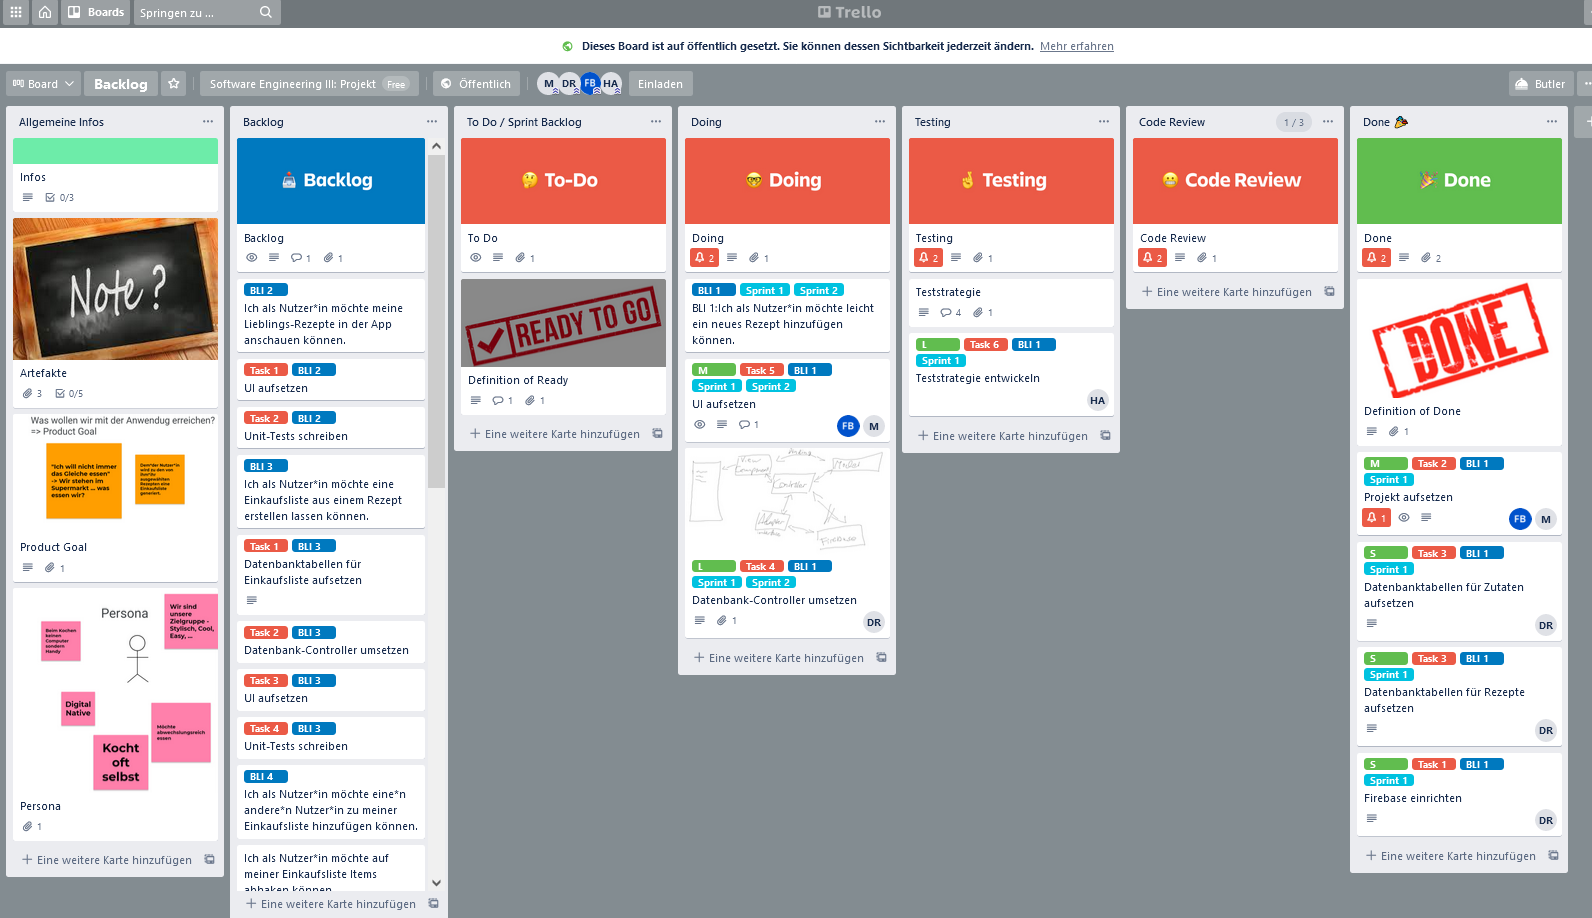 Boards
Springen zu ...
Trello
Dieses Board ist auf öffentlich gesetzt. Sie können dessen Sichtbarkeit jederzeit ändern. Mehr erfahren
Board
Backlog
Software Engineering III: Projekt Free
Öffentlich
M DR FB HA
Einladen
Butler
Allgemeine Infos
Infos
0/3
Note ?
Artefakte
3 0/5
Was wollen wir mit der Anwendug erreichen?
=> Product Goal
"Ich will nicht immer
das Gleiche essen"
-> Wir stehen im
Supermarkt ... was
essen wir?
Product Goal
1
Persona
Wir sind
unsere
Zielgruppe -
Stylisch, Cool,
Easy, ...
Beim Kochen
keinen
Computer
sondern
Handy
Digital
Native
Möchte
abwechslungsreich
essen
Kocht
oft
selbst
Persona
1
Eine weitere Karte hinzufügen
Backlog
Backlog
Backlog
1 1
BLI 2
Ich als Nutzer*in möchte meine
Lieblings-Rezepte in der App
anschauen können.
Task 1 BLI 2
UI aufsetzen
Task 2 BLI 2
Unit-Tests schreiben
BLI 3
Ich als Nutzer*in möchte eine
Einkaufsliste aus einem Rezept
erstellen lassen können.
Task 1 BLI 3
Datenbanktabellen für
Einkaufsliste aufsetzen
Task 2 BLI 3
Datenbank-Controller umsetzen
Task 3 BLI 3
UI aufsetzen
Task 4 BLI 3
Unit-Tests schreiben
BLI 4
Ich als Nutzer*in möchte eine*n
andere*n Nutzer*in zu meiner
Einkaufsliste hinzufügen können.
Ich als Nutzer*in möchte auf
meiner Einkaufsliste Items
abhaken können
Eine weitere Karte hinzufügen
To Do / Sprint Backlog
To-Do
To Do
1
READY TO GO
Definition of Ready
1 1
Eine weitere Karte hinzufügen
Doing
Doing
Doing
2 1
BLI 1 Sprint 1 Sprint 2
BLI 1:Ich als Nutzer*in möchte leicht
ein neues Rezept hinzufügen
können.
M Task 5 BLI 1
Sprint 1 Sprint 2
UI aufsetzen
1 FB M
View
Component
Controller
Adapter
Firebase
L Task 4 BLI 1
Sprint 1 Sprint 2
Datenbank-Controller umsetzen
1 DR
Eine weitere Karte hinzufügen
Testing
Testing
Testing
2 1
Teststrategie
4 1
L Task 6 BLI 1
Sprint 1
Teststrategie entwickeln
HA
Eine weitere Karte hinzufügen
Code Review 1 / 3
Code Review
Code Review
2 1
Eine weitere Karte hinzufügen
Done
Done
Done
2 2
DONE
Definition of Done
1
M Task 2 BLI 1
Sprint 1
Projekt aufsetzen
1 FB M
S Task 3 BLI 1
Sprint 1
Datenbanktabellen für Zutaten
aufsetzen
DR
S Task 3 BLI 1
Sprint 1
Datenbanktabellen für Rezepte
aufsetzen
DR
S Task 1 BLI 1
Sprint 1
Firebase einrichten
DR
Eine weitere Karte hinzufügen